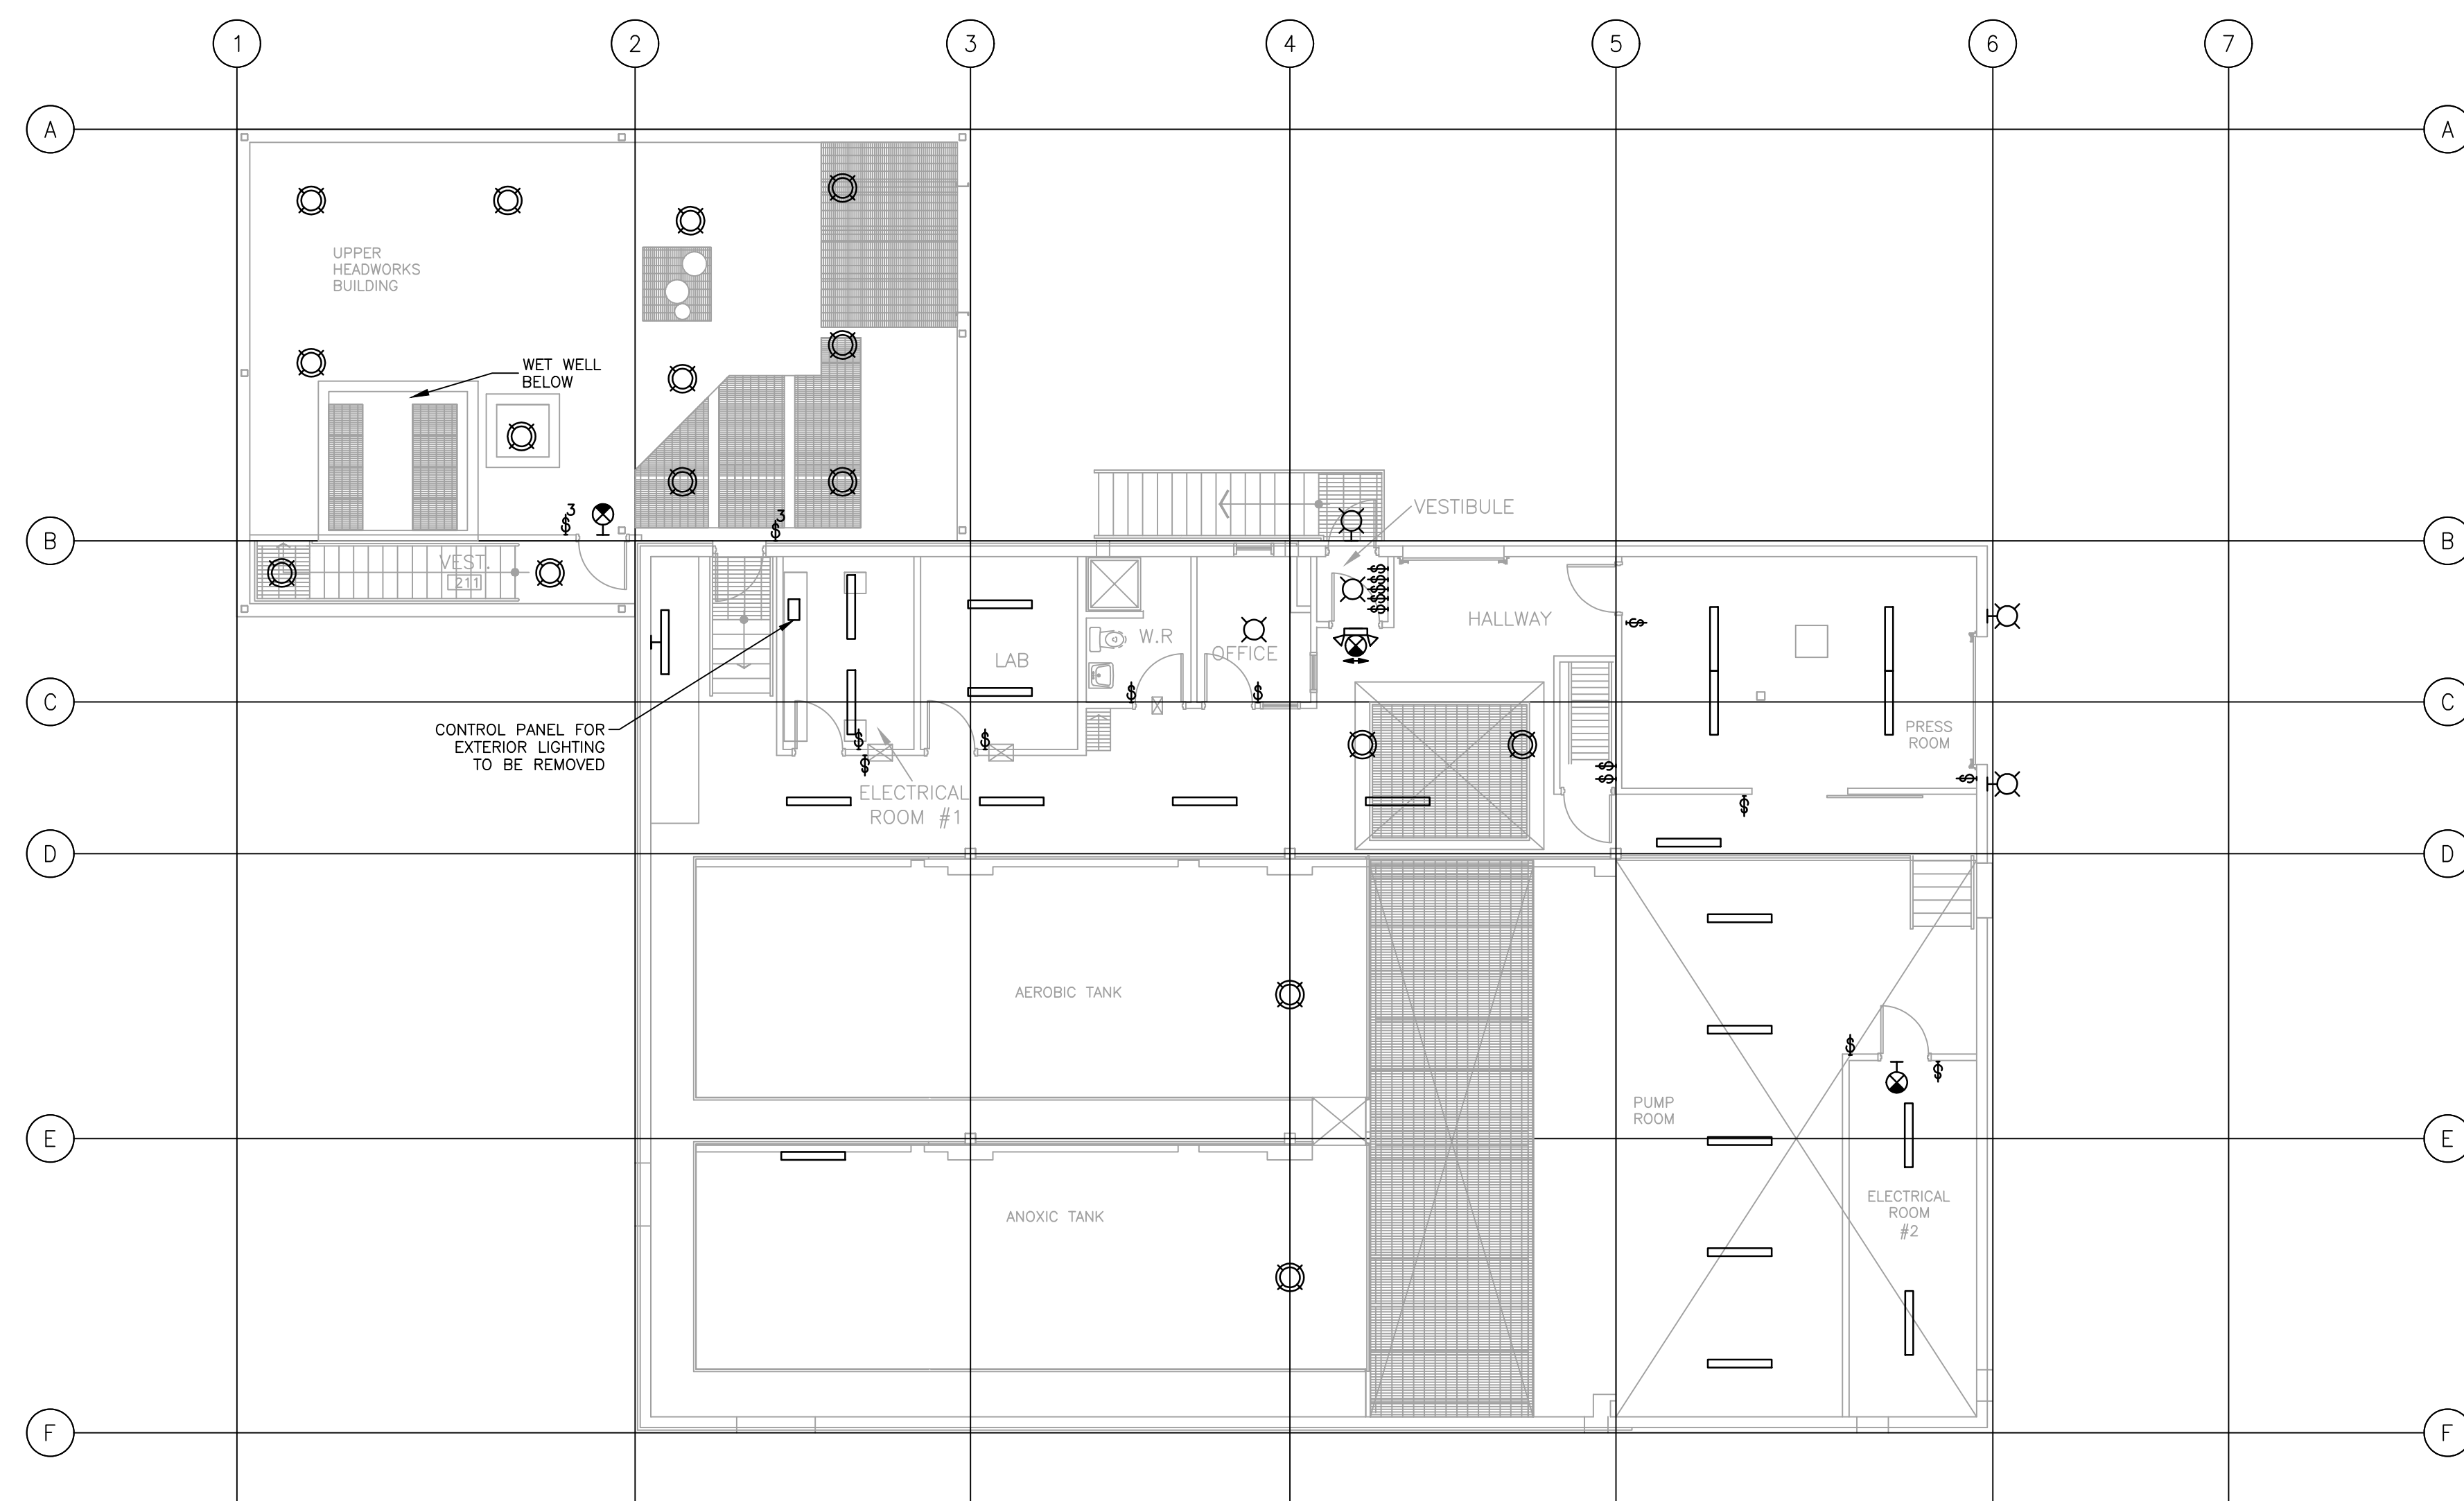 1
2
3
4
5
6
7
A
A
UPPER
HEADWORKS
BUILDING
WET WELL
BELOW
VESTIBULE
$3
$3
B
B
VEST.
211
$$$$$
HALLWAY
$
W.R
OFFICE
LAB
$
$
C
C
CONTROL PANEL FOR
EXTERIOR LIGHTING
TO BE REMOVED
PRESS
ROOM
$
$
$
$$
$
ELECTRICAL
ROOM #1
$
D
D
AEROBIC TANK
$
$
PUMP
ROOM
E
E
ELECTRICAL
ROOM
#2
ANOXIC TANK
F
F